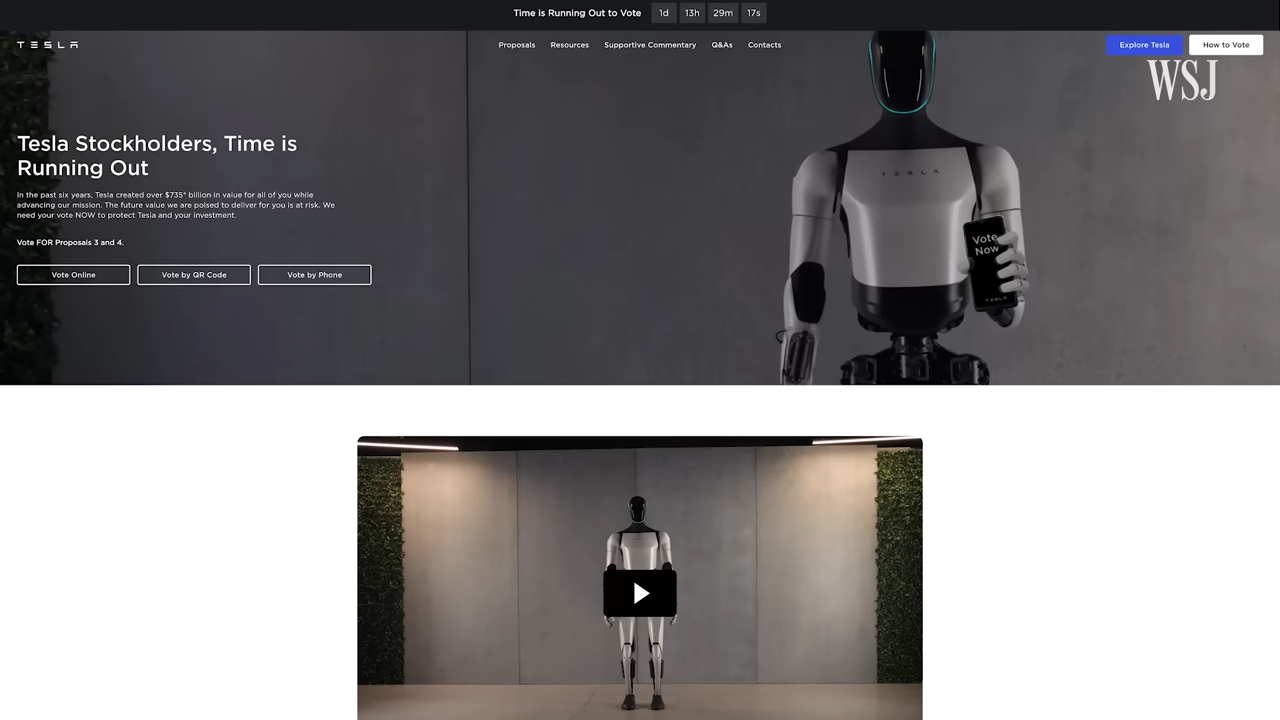 Time is Running Out to Vote 1d 13h 29m 17s
TESLA
Proposals Resources Supportive Commentary Q&As Contacts
Explore Tesla How to Vote
WSJ
Tesla Stockholders, Time is
Running Out
In the past six years, Tesla created over $735* billion in value for all of you while
advancing our mission. The future value we are poised to deliver for you is at risk. We
need your vote NOW to protect Tesla and your investment.
Vote FOR Proposals 3 and 4.
Vote Online Vote by QR Code Vote by Phone
TESLA
Vote
Now
TESLA